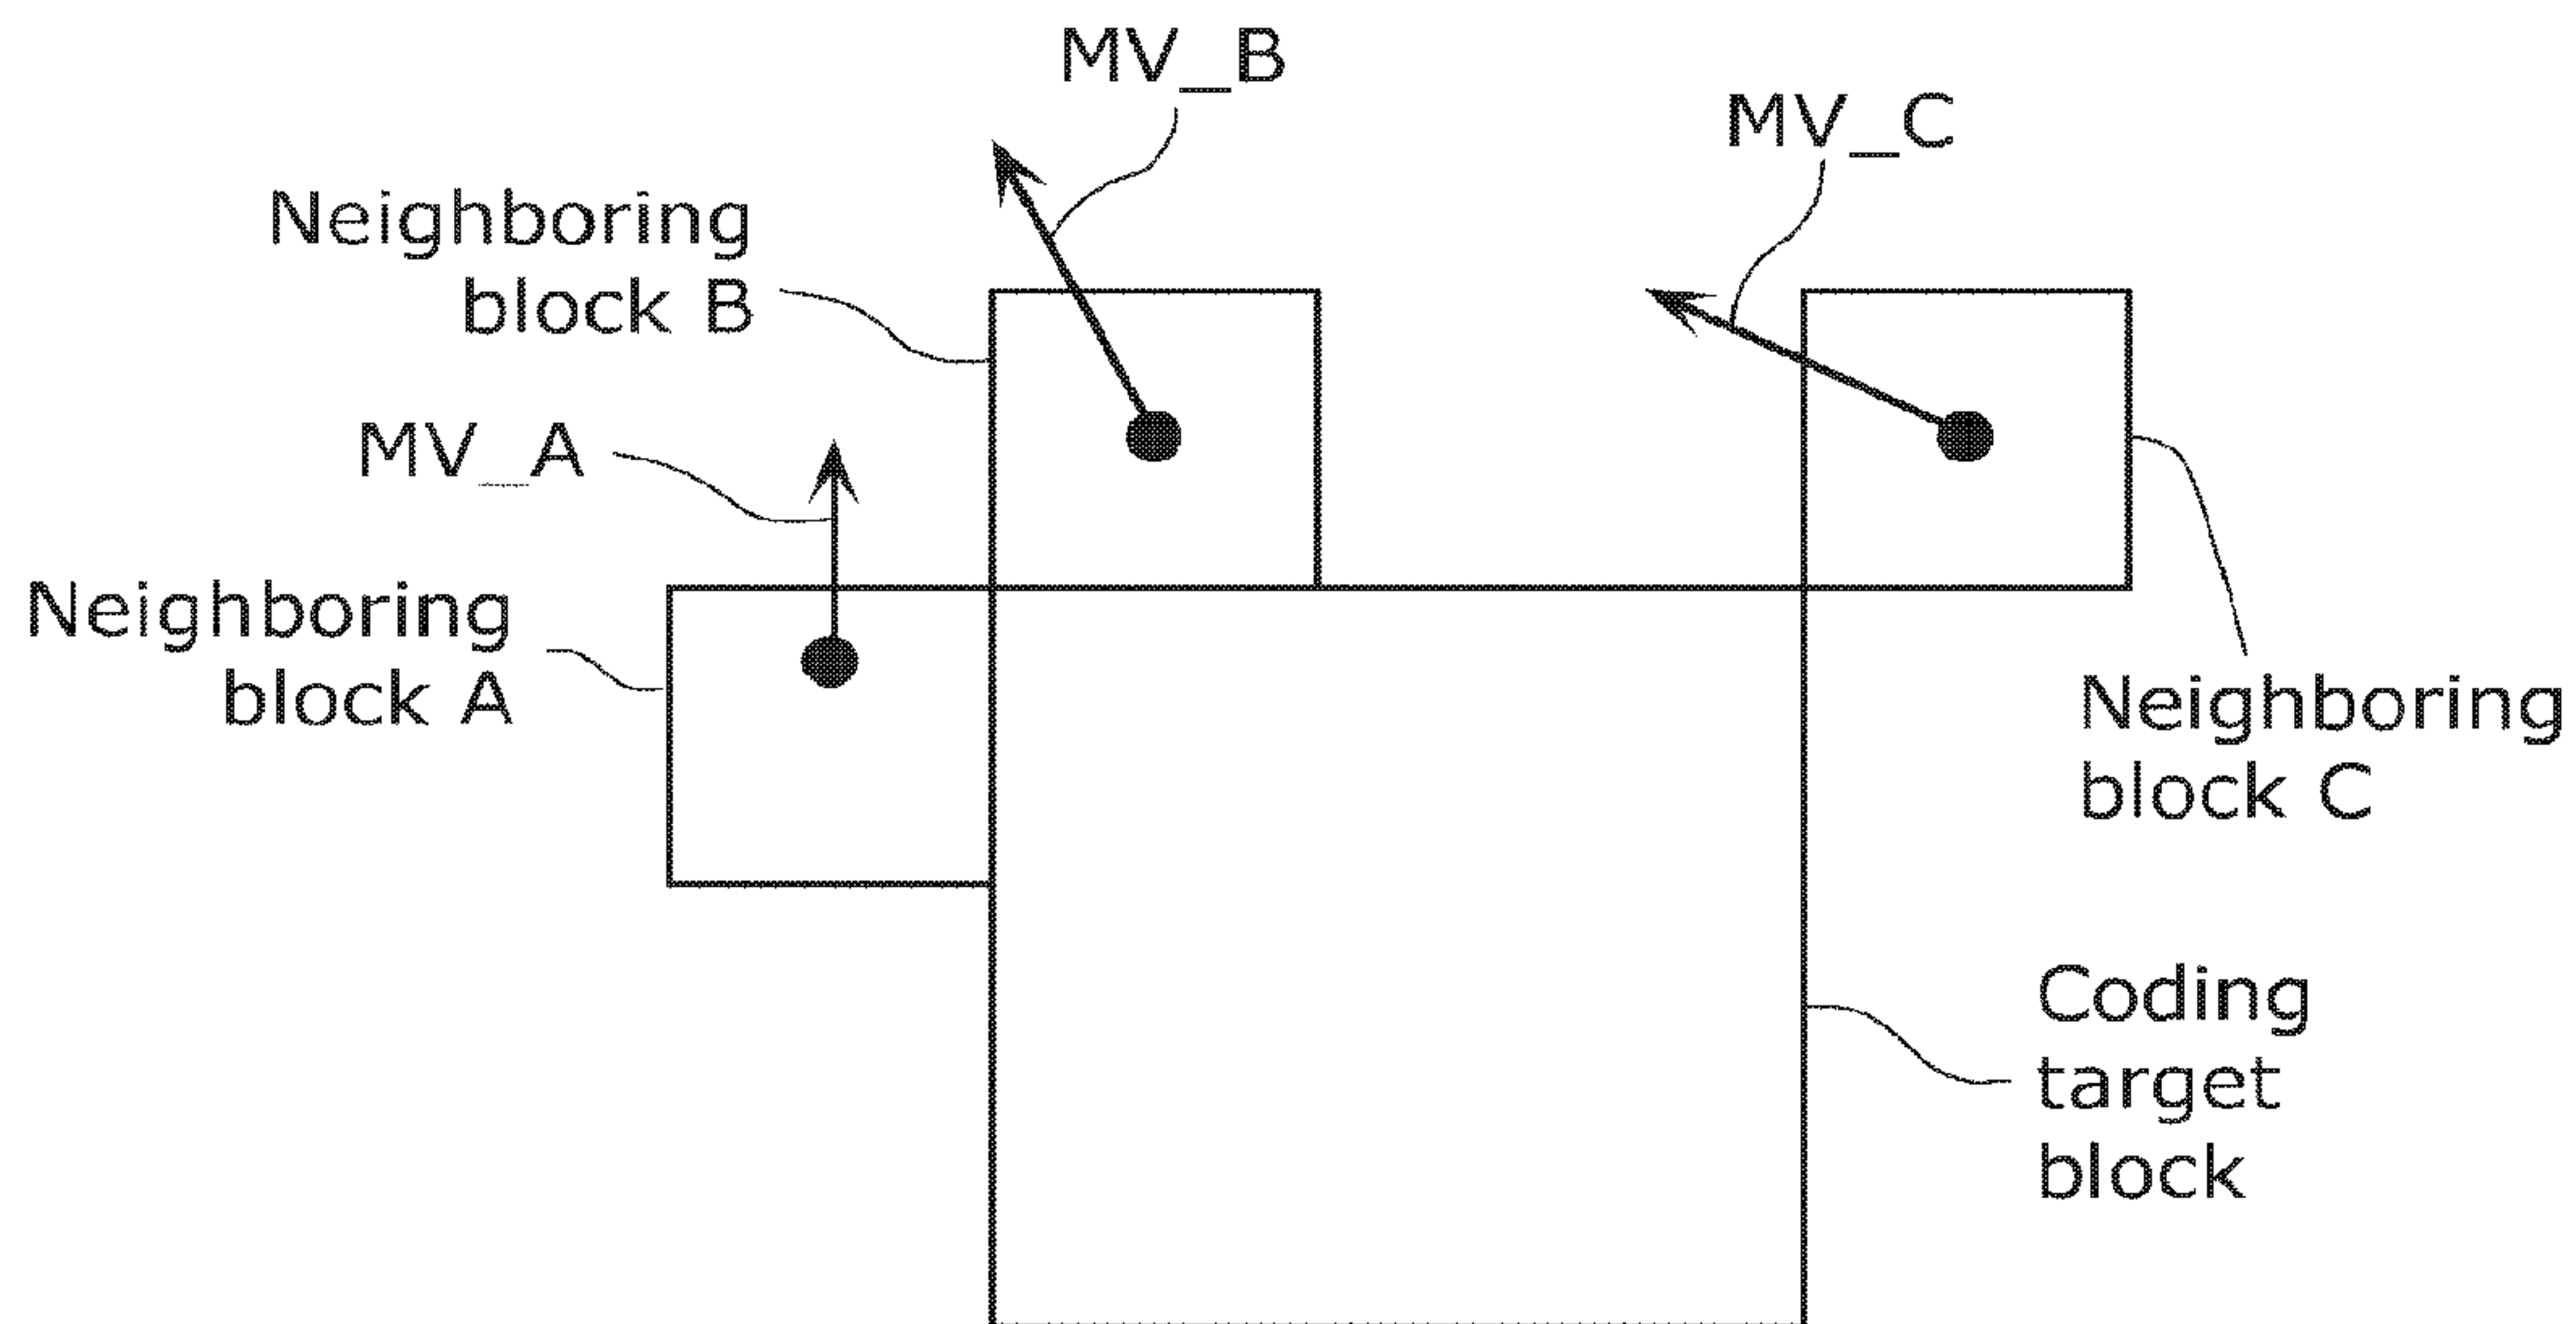 MV_B
MV_C
Neighboring
block B
MV_A
Neighboring
block A
Neighboring
block C
Coding
target
block